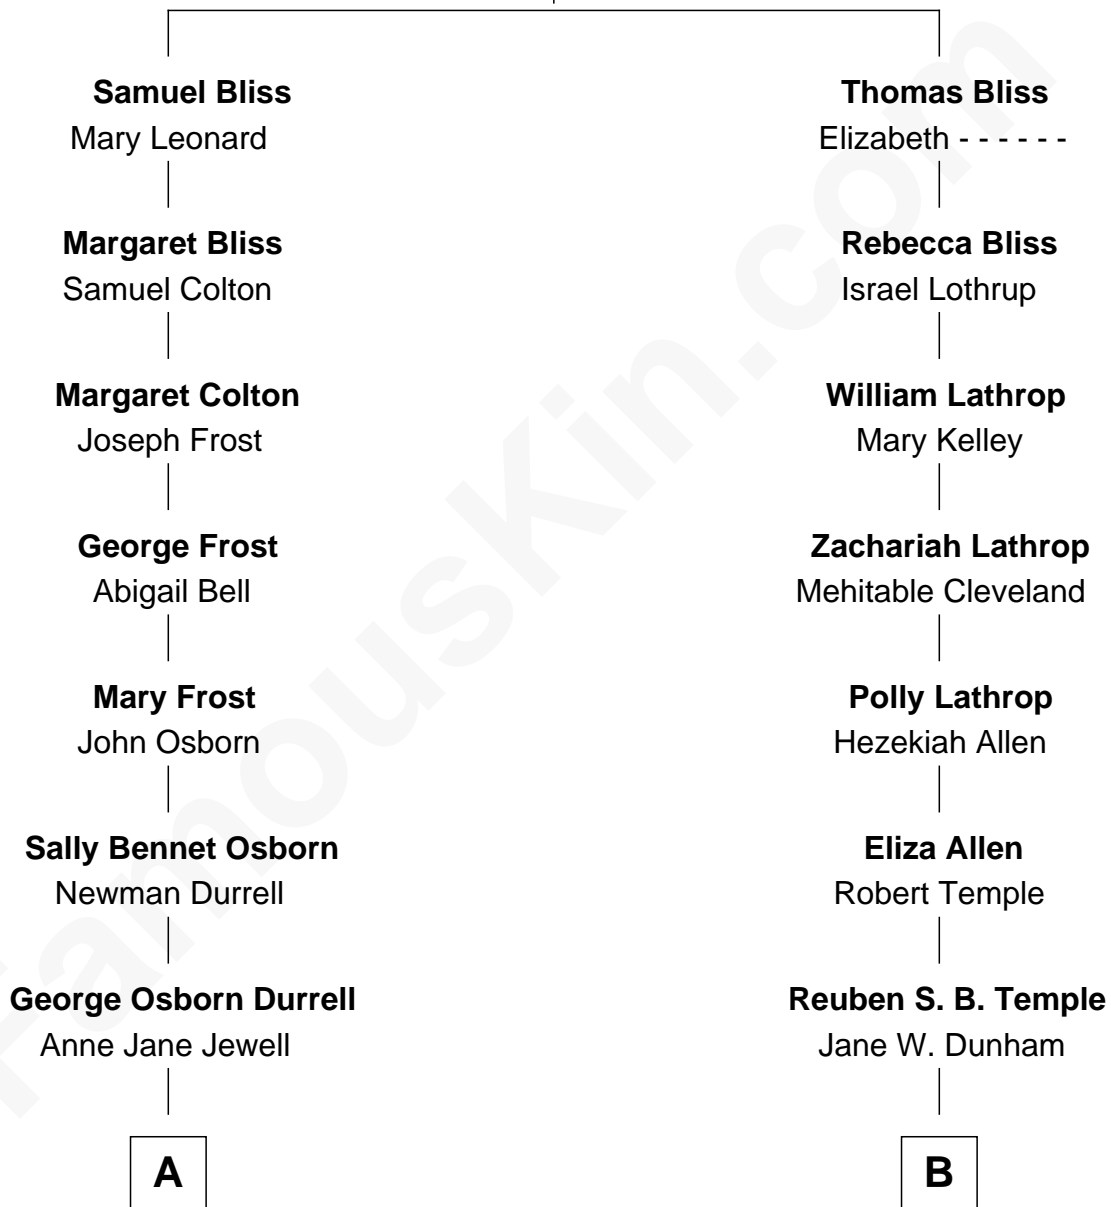 Samuel Bliss
Mary Leonard
Thomas Bliss
Elizabeth - - - - - -
Margaret Bliss
Samuel Colton
Rebecca Bliss
Israel Lothrup
Margaret Colton
Joseph Frost
William Lathrop
Mary Kelley
George Frost
Abigail Bell
Zachariah Lathrop
Mehitable Cleveland
Mary Frost
John Osborn
Polly Lathrop
Hezekiah Allen
Sally Bennet Osborn
Newman Durrell
Eliza Allen
Robert Temple
George Osborn Durrell
Anne Jane Jewell
Reuben S. B. Temple
Jane W. Dunham
A
B
FamousKin.com